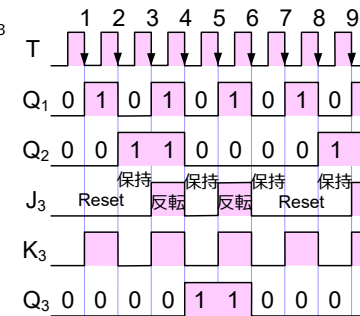 3
1 2 3 4 5 6 7 8 9
T
Q₁ 0 1 0 1 0 1 0 1 0
Q₂ 0 0 1 1 0 0 0 0 1
保持 保持 保持 保持
J₃ Reset 反転 反転 Reset
K₃
Q₃ 0 0 0 0 1 1 0 0 0